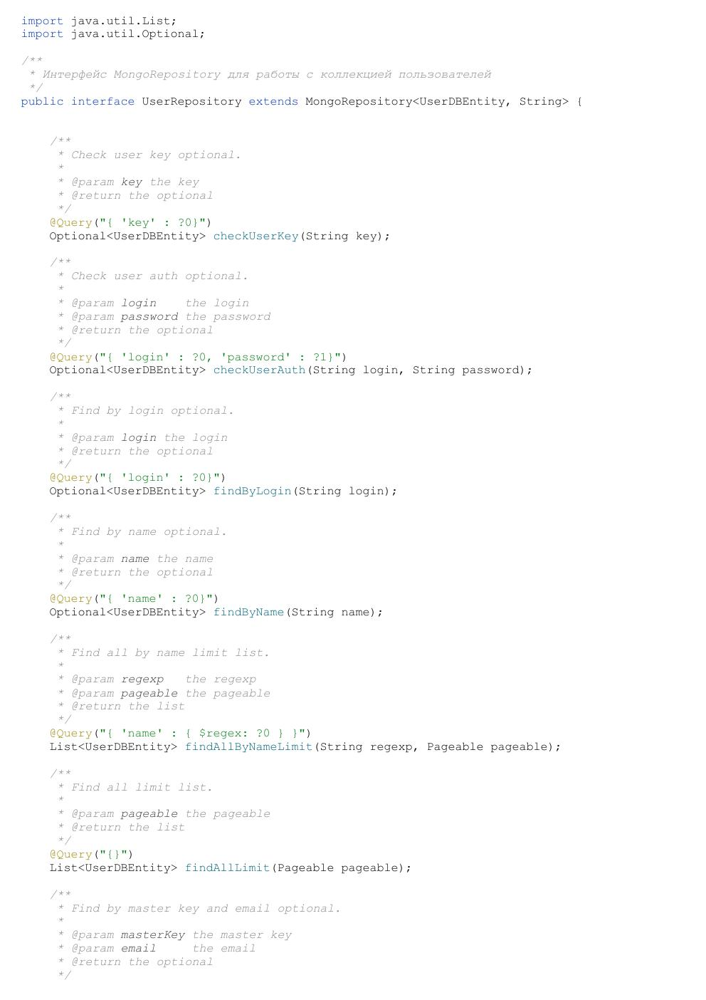 import java.util.List;
import java.util.Optional;
/**
 * Интерфейс MongoRepository для работы с коллекцией пользователей
 */
public interface UserRepository extends MongoRepository<UserDBEntity, String> {
    /**
     * Check user key optional.
     *
     * @param key the key
     * @return the optional
     */
    @Query("{ 'key' : ?0}")
    Optional<UserDBEntity> checkUserKey(String key);
    /**
     * Check user auth optional.
     *
     * @param login    the login
     * @param password the password
     * @return the optional
     */
    @Query("{ 'login' : ?0, 'password' : ?1}")
    Optional<UserDBEntity> checkUserAuth(String login, String password);
    /**
     * Find by login optional.
     *
     * @param login the login
     * @return the optional
     */
    @Query("{ 'login' : ?0}")
    Optional<UserDBEntity> findByLogin(String login);
    /**
     * Find by name optional.
     *
     * @param name the name
     * @return the optional
     */
    @Query("{ 'name' : ?0}")
    Optional<UserDBEntity> findByName(String name);
    /**
     * Find all by name limit list.
     *
     * @param regexp   the regexp
     * @param pageable the pageable
     * @return the list
     */
    @Query("{ 'name' : { $regex: ?0 } }")
    List<UserDBEntity> findAllByNameLimit(String regexp, Pageable pageable);
    /**
     * Find all limit list.
     *
     * @param pageable the pageable
     * @return the list
     */
    @Query("{}")
    List<UserDBEntity> findAllLimit(Pageable pageable);
    /**
     * Find by master key and email optional.
     *
     * @param masterKey the master key
     * @param email     the email
     * @return the optional
     */